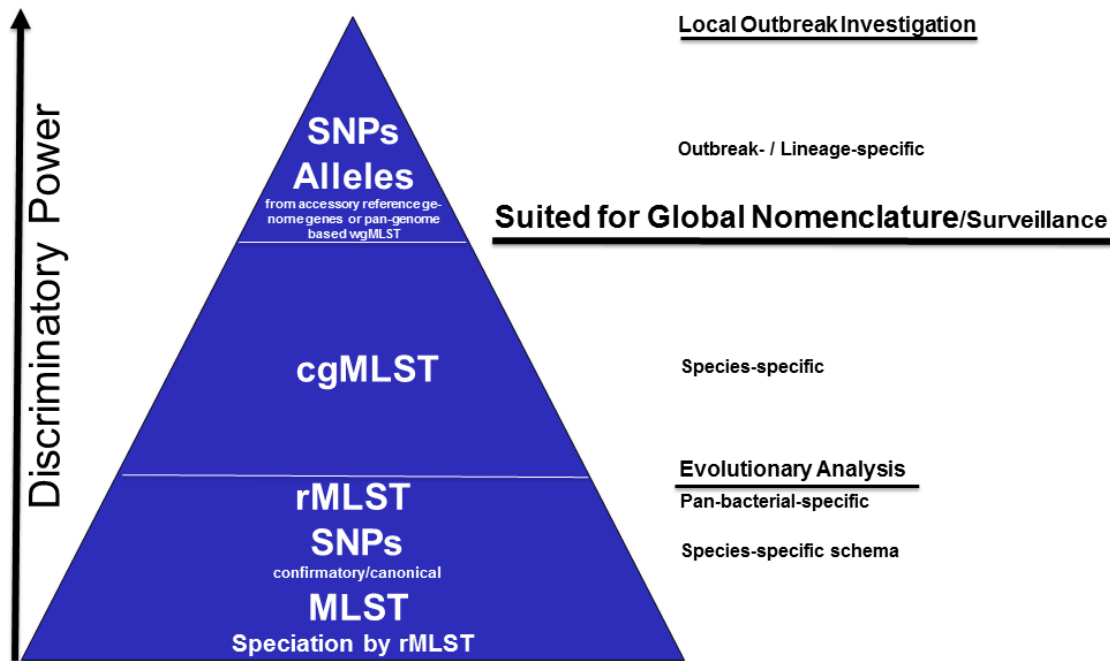 Discriminatory Power
Local Outbreak Investigation
SNPs
Alleles
from accessory reference ge-
nome genes or pan-genome
based wgMLST
Outbreak- / Lineage-specific
Suited for Global Nomenclature/Surveillance
cgMLST
Species-specific
Evolutionary Analysis
rMLST
Pan-bacterial-specific
SNPs
confirmatory/canonical
Species-specific schema
MLST
Speciation by rMLST